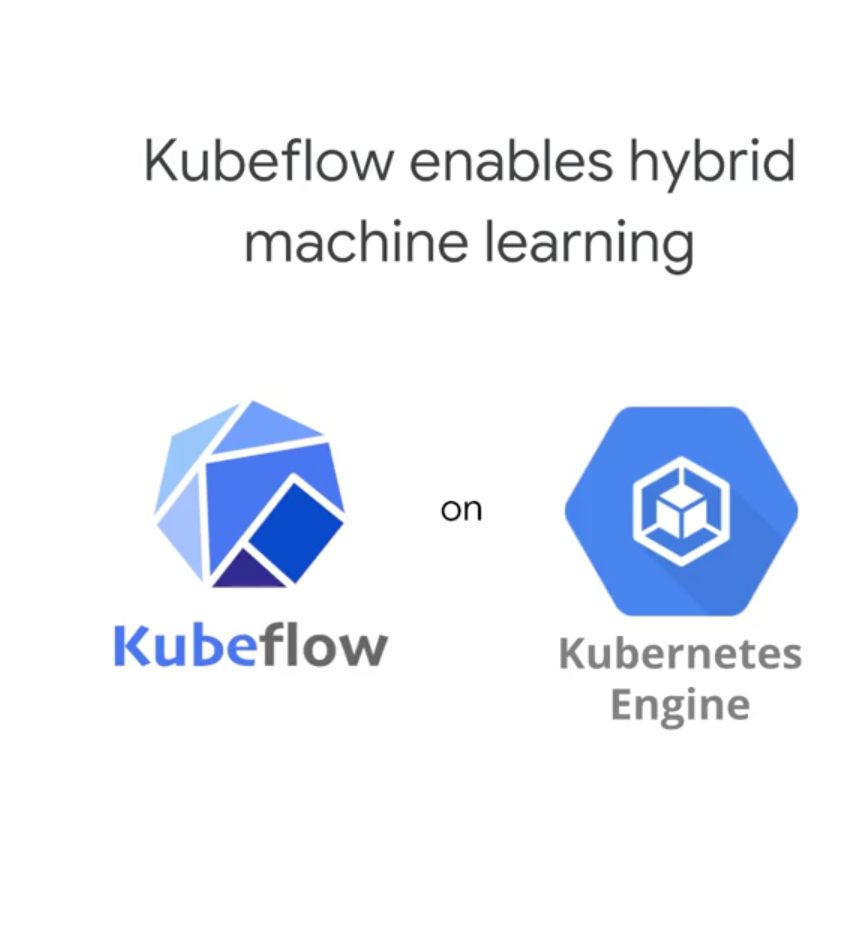 Kubeflow enables hybrid
machine learning
on
Kubeflow
Kubernetes
Engine